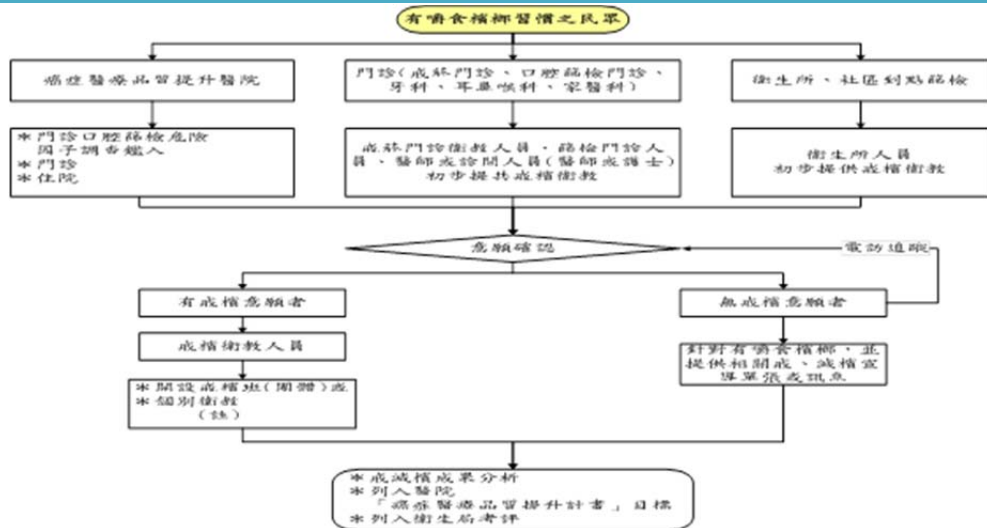 有嚼食檳榔習慣之民眾
癌症醫療品質提升醫院
門診(戒菸門診、口腔篩檢門診、
牙科、耳鼻喉科、家醫科)
衛生所、社區到點篩檢
*門診口腔篩檢危險
因子調查鑑入
*門診
*住院
戒菸門診衛教人員、篩檢門診人
員、醫師或診間人員(醫師或護士)
初步提共戒檳衛教
衛生所人員
初步提供戒檳衛教
意願確認
電訪追蹤
有戒檳意願者
無戒檳意願者
戒檳衛教人員
針對有嚼食檳榔,並
提供相關戒、減檳宣
導單張或訊息
*開設戒檳班(團體)或
*個別衛教
(註)
*戒減檳成果分析
*列入醫院
「癌症醫療品質提升計畫」目標
*列入衛生局考評